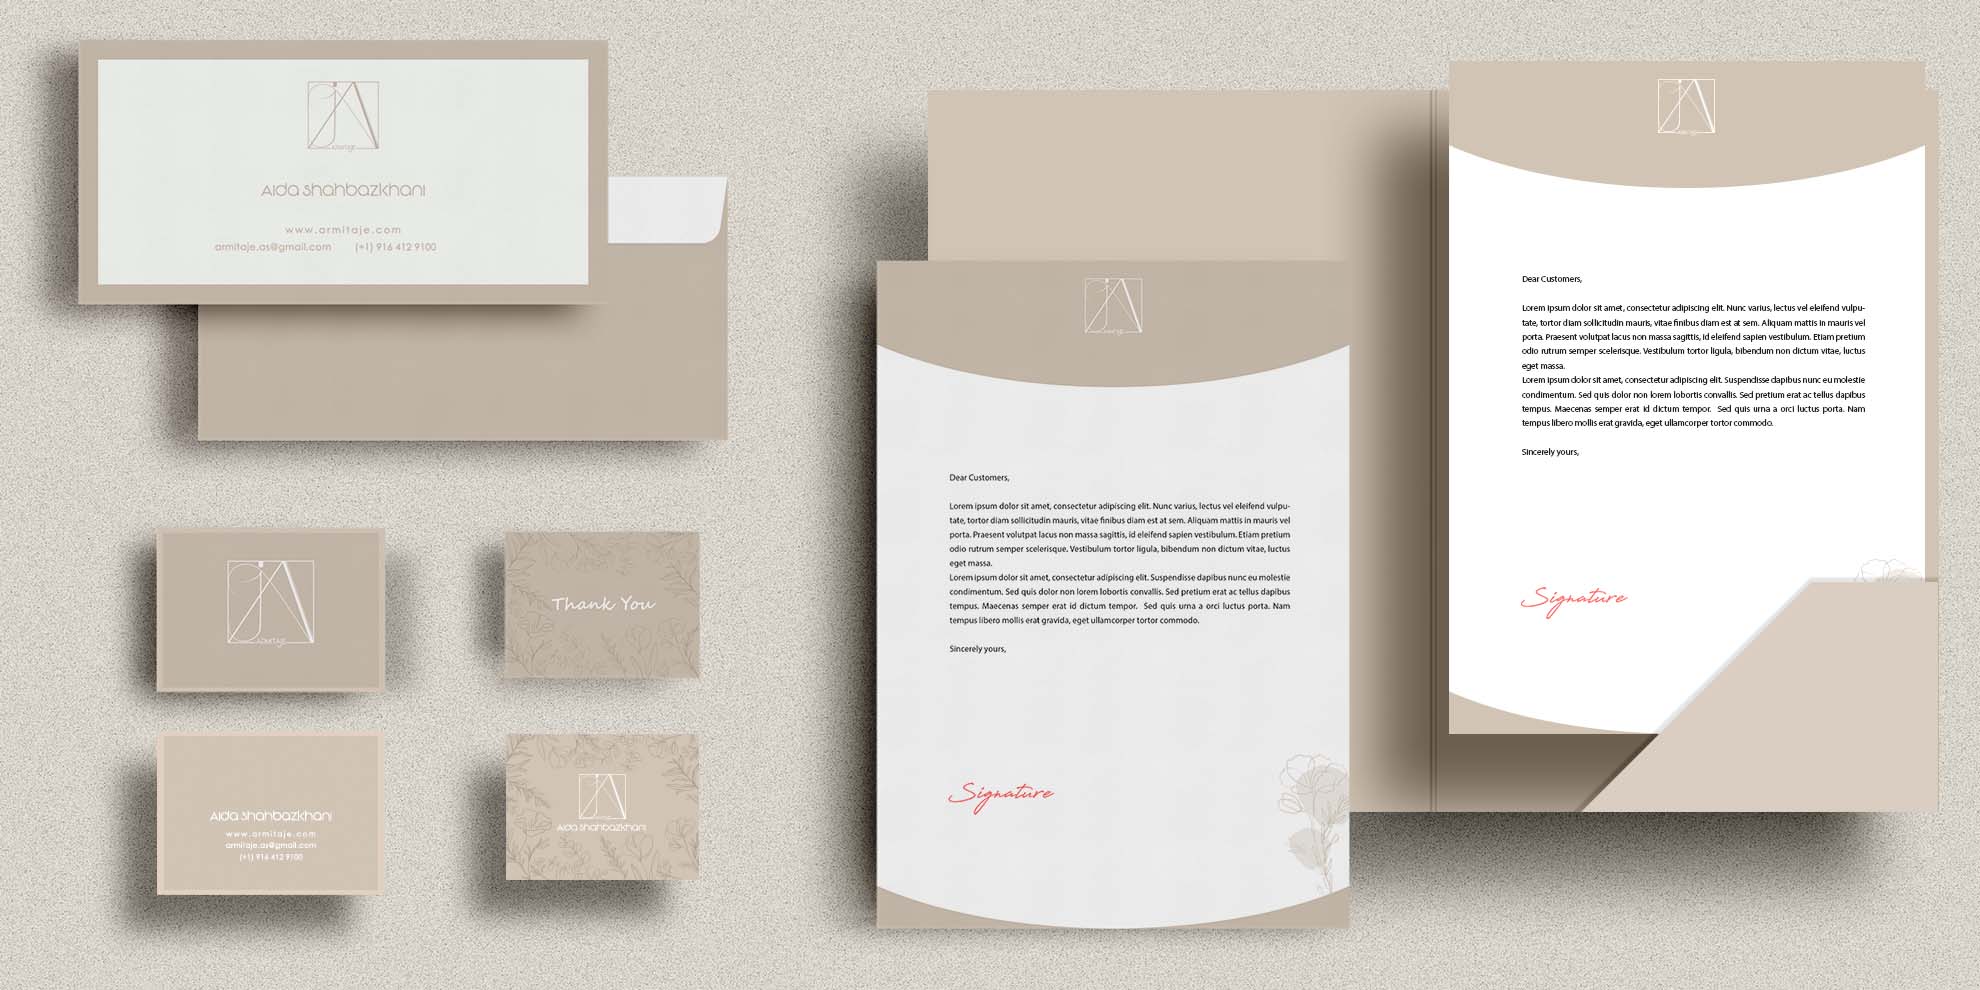 ARMITAJE
Aida Shahbazkhani
www.armitaje.com
armitaje.as@gmail.com (+1) 916 412 9100
ARMITAJE
Thank You
Aida Shahbazkhani
www.armitaje.com
armitaje.as@gmail.com
(+1) 916 412 9100
ARMITAJE
Aida Shahbazkhani
ARMITAJE
Dear Customers,
Lorem ipsum dolor sit amet, consectetur adipiscing elit. Nunc varius, lectus vel eleifend vulpu-
tate, tortor diam sollicitudin mauris, vitae finibus diam est at sem. Aliquam mattis in mauris vel
porta. Praesent volutpat lacus non massa sagittis, id eleifend sapien vestibulum. Etiam pretium
odio rutrum semper scelerisque. Vestibulum tortor ligula, bibendum non dictum vitae, luctus
eget massa.
Lorem ipsum dolor sit amet, consectetur adipiscing elit. Suspendisse dapibus nunc eu molestie
condimentum. Sed quis dolor non lorem lobortis convallis. Sed pretium erat ac tellus dapibus
tempus. Maecenas semper erat id dictum tempor. Sed quis urna a orci luctus porta. Nam
tempus libero mollis erat gravida, eget ullamcorper tortor commodo.
Sincerely yours,
Signature
ARMITAJE
Dear Customers,
Lorem ipsum dolor sit amet, consectetur adipiscing elit. Nunc varius, lectus vel eleifend vulpu-
tate, tortor diam sollicitudin mauris, vitae finibus diam est at sem. Aliquam mattis in mauris vel
porta. Praesent volutpat lacus non massa sagittis, id eleifend sapien vestibulum. Etiam pretium
odio rutrum semper scelerisque. Vestibulum tortor ligula, bibendum non dictum vitae, luctus
eget massa.
Lorem ipsum dolor sit amet, consectetur adipiscing elit. Suspendisse dapibus nunc eu molestie
condimentum. Sed quis dolor non lorem lobortis convallis. Sed pretium erat ac tellus dapibus
tempus. Maecenas semper erat id dictum tempor. Sed quis urna a orci luctus porta. Nam
tempus libero mollis erat gravida, eget ullamcorper tortor commodo.
Sincerely yours,
Signature